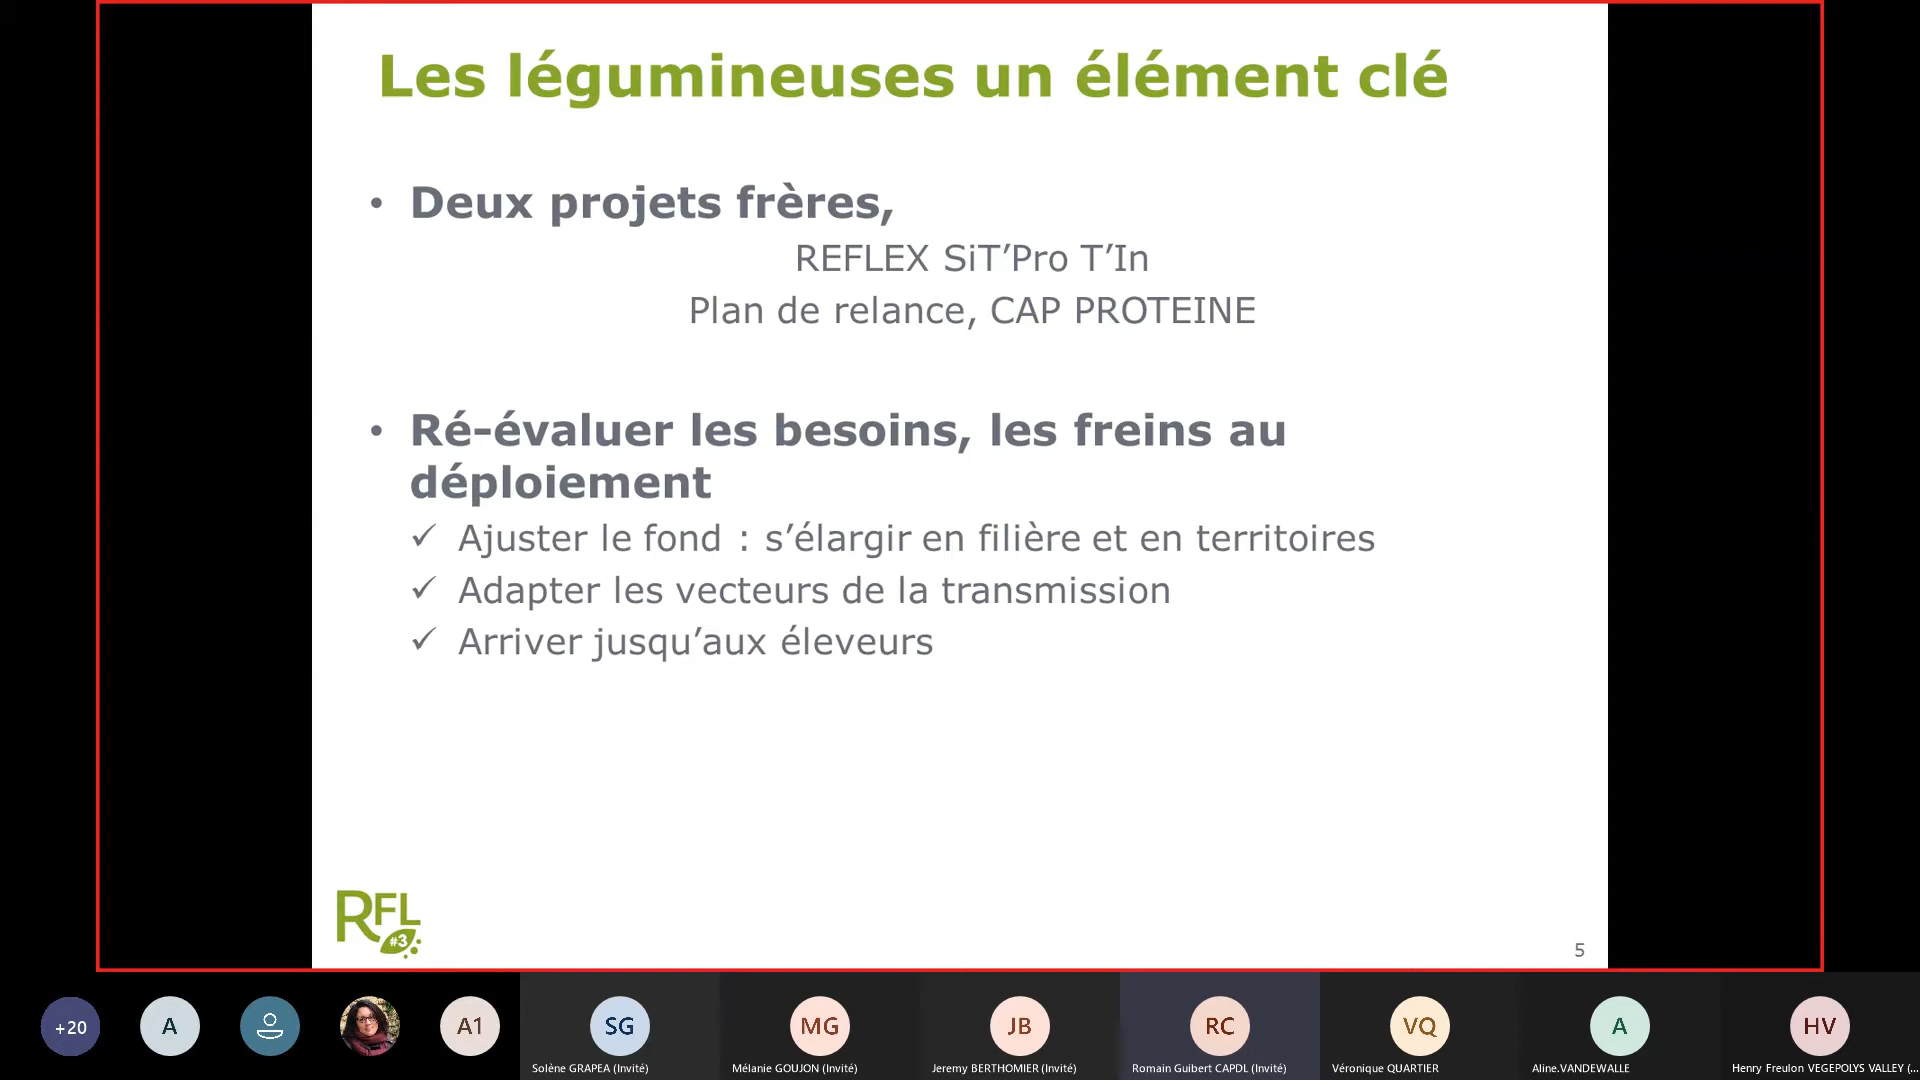 Les légumineuses un élément clé
• Deux projets frères,
REFLEX SiT’Pro T’In
Plan de relance, CAP PROTEINE
• Ré-évaluer les besoins, les freins au
déploiement
✓ Ajuster le fond : s’élargir en filière et en territoires
✓ Adapter les vecteurs de la transmission
✓ Arriver jusqu’aux éleveurs
RFL
#3
5
+20
A
A1
SG
MG
JB
RC
VQ
A
HV
Solène GRAPEA (Invité)
Mélanie GOUJON (Invité)
Jeremy BERTHOMIER (Invité)
Romain Guibert CAPDL (Invité)
Véronique QUARTIER
Aline.VANDEWALLE
Henry Freulon VEGEPOLYS VALLEY (...